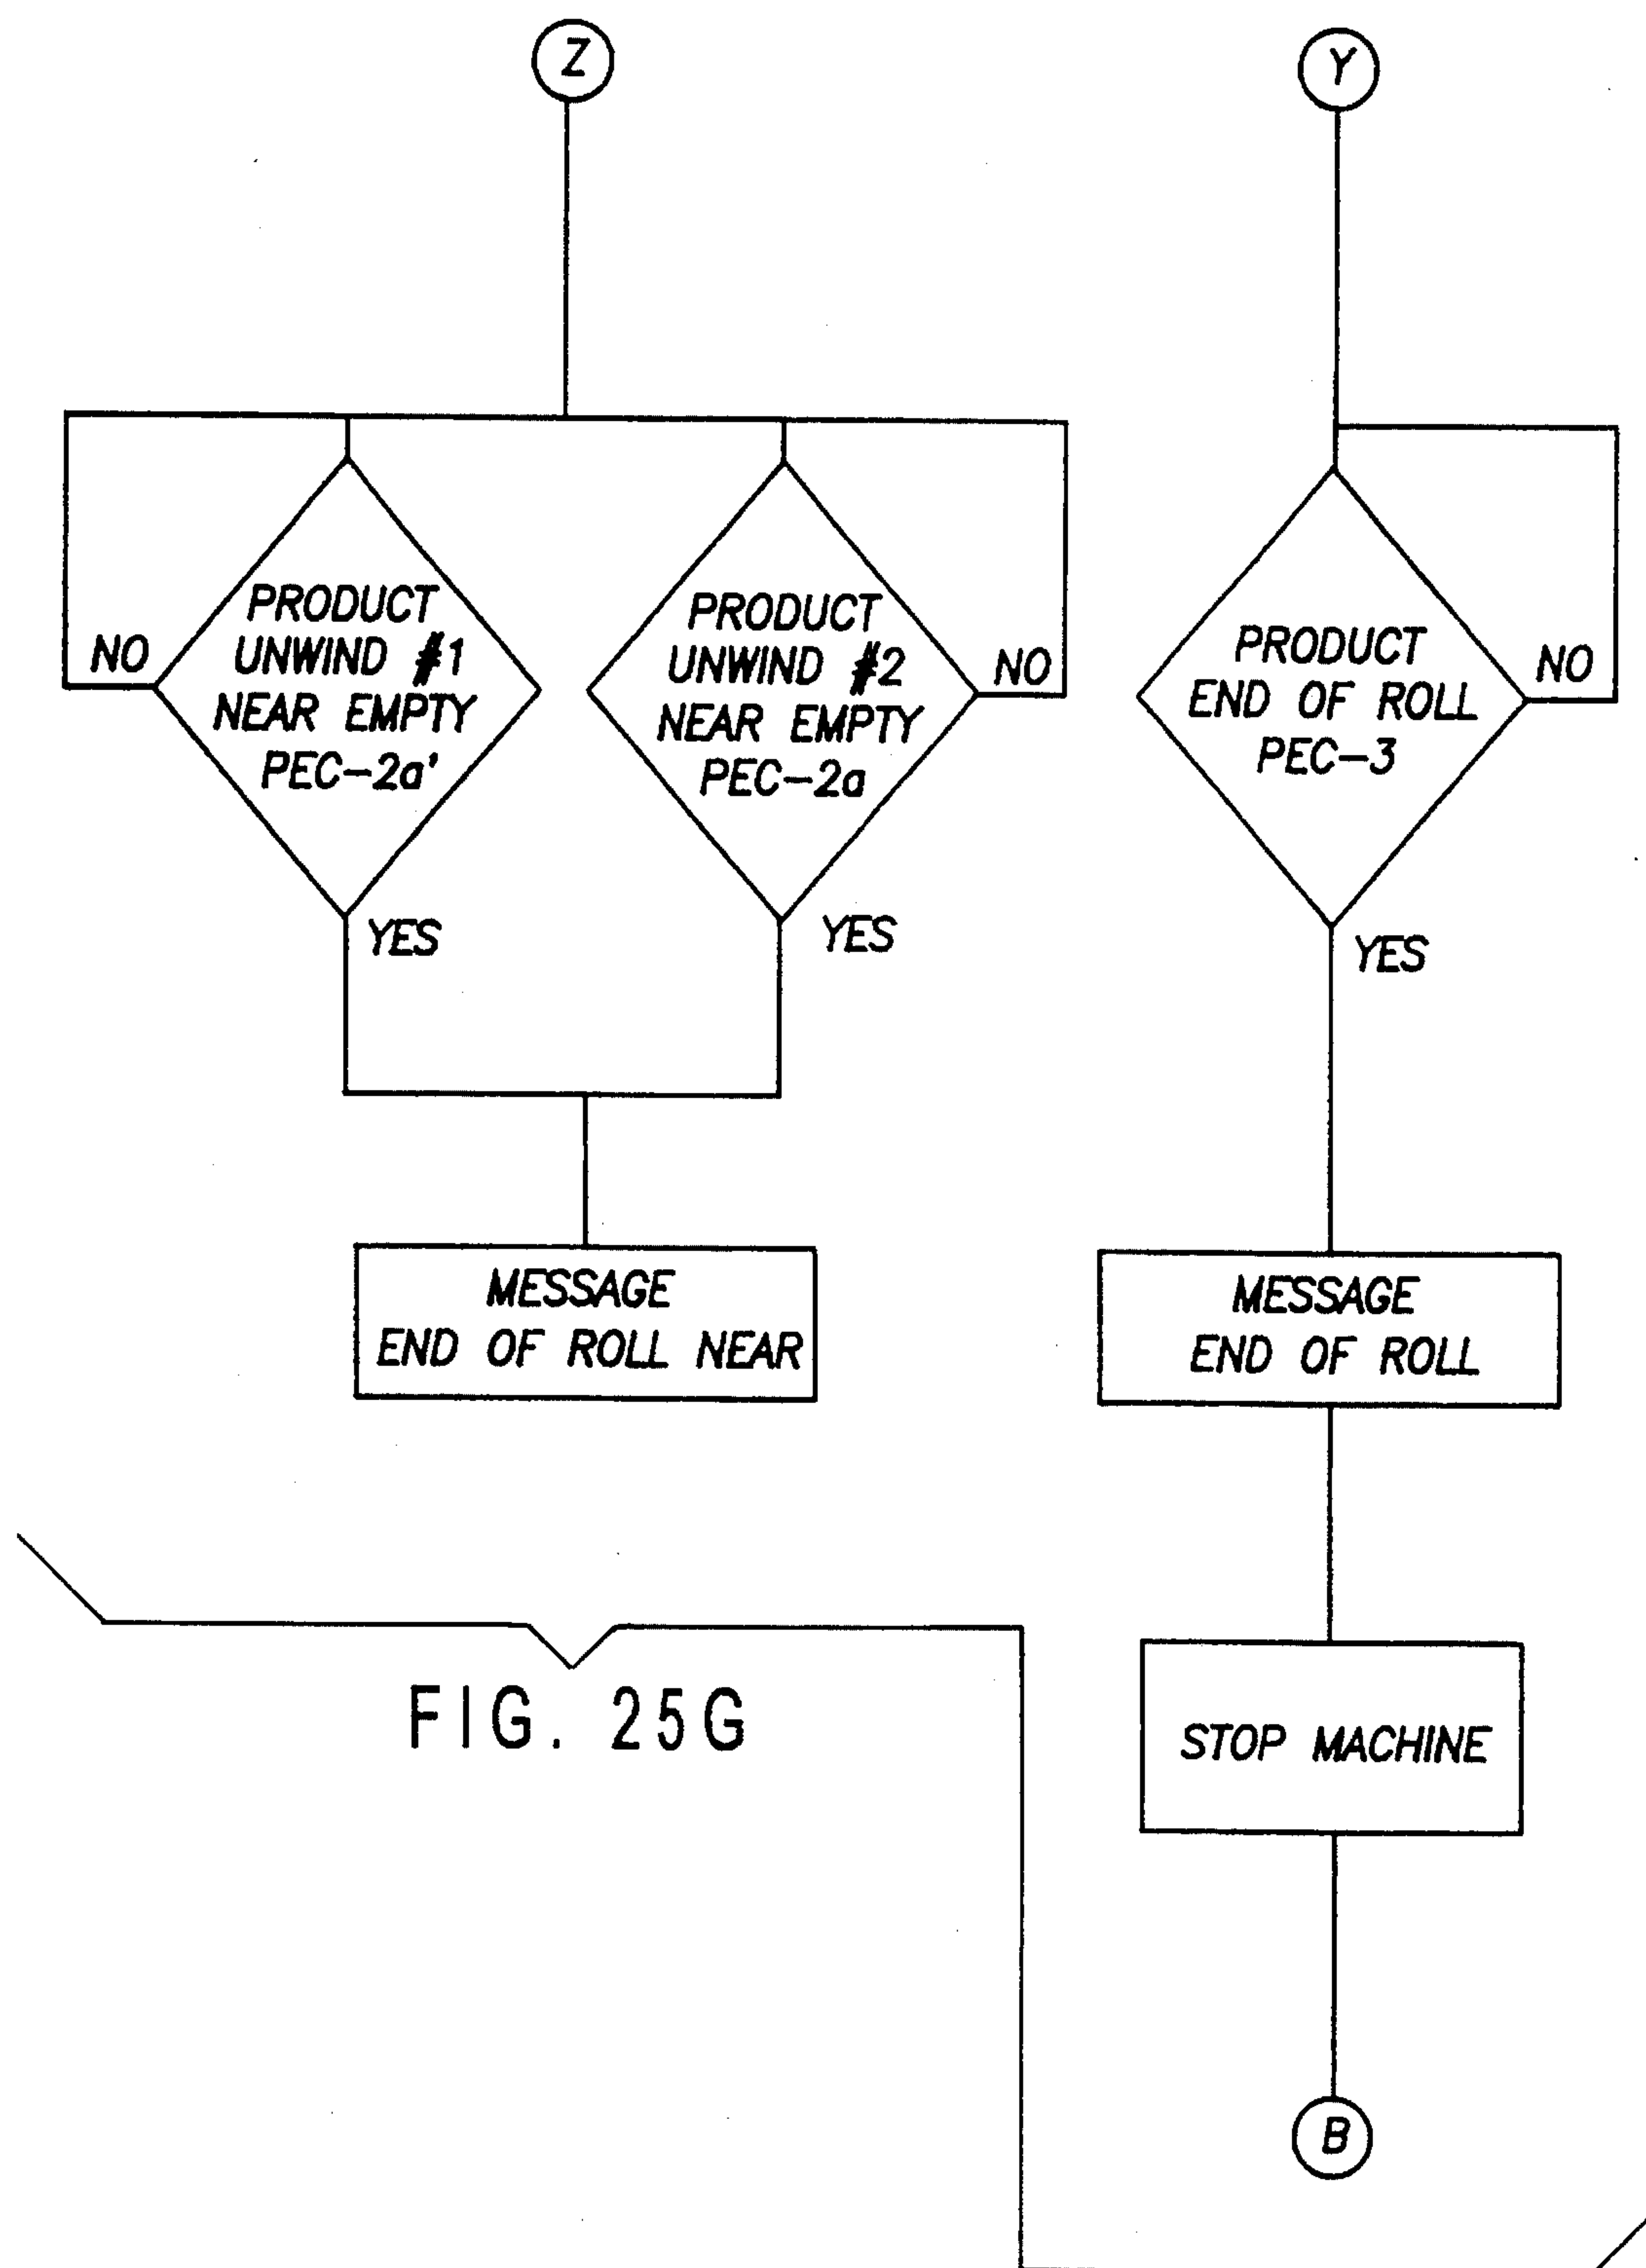 Z
Y
PRODUCT
UNWIND #1
NEAR EMPTY
PEC-2a'
NO
YES
PRODUCT
UNWIND #2
NEAR EMPTY
PEC-2a
NO
YES
PRODUCT
END OF ROLL
PEC-3
NO
YES
MESSAGE
END OF ROLL NEAR
MESSAGE
END OF ROLL
STOP MACHINE
B
FIG. 25G